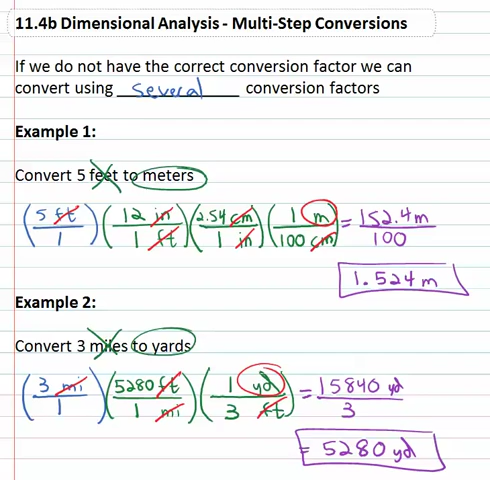 11.4b Dimensional Analysis - Multi-Step Conversions
If we do not have the correct conversion factor we can
convert using several conversion factors
Example 1:
Convert 5 feet to meters
(5 ft / 1) (12 in / 1 ft) (2.54 cm / 1 in) (1 m / 100 cm) = 152.4 m / 100
1.524 m
Example 2:
Convert 3 miles to yards
(3 mi / 1) (5280 ft / 1 mi) (1 yd / 3 ft) = 15840 yd / 3
= 5280 yd